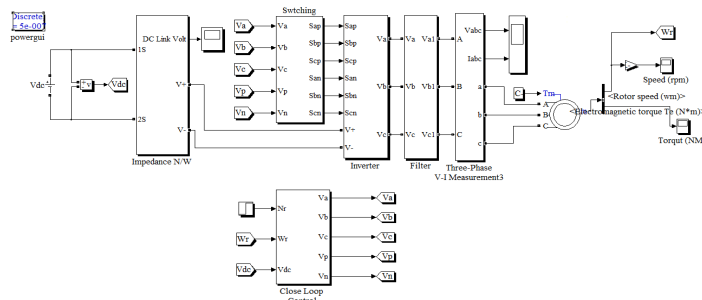 Discrete
= 5e-007
powergui
Vdc
v
Vdc
DC Link Volt
1S
V+
2S
V-
Impedance N/W
Swtching
Va
Vb
Vc
Vp
Vn
Va
Vb
Vc
Vp
Vn
Sap
Sbp
Scp
San
Sbn
Scn
Sap
Sbp
Scp
San
Sbn
Scn
V+
V-
Va
Vb
Vc
Inverter
Va1
Vb1
Vc1
Filter
A
B
C
Vabc
Iabc
a
b
c
Three-Phase
V-I Measurement3
C
Tm
A
B
C
Wr
Speed (rpm)
<Rotor speed (wm)>
<Electromagnetic torque Te (N*m)>
Torqut (NM
Nr
Wr
Wr
Vdc
Vdc
Va
Vb
Vc
Vp
Vn
Va
Vb
Vc
Vp
Vn
Close Loop
Control